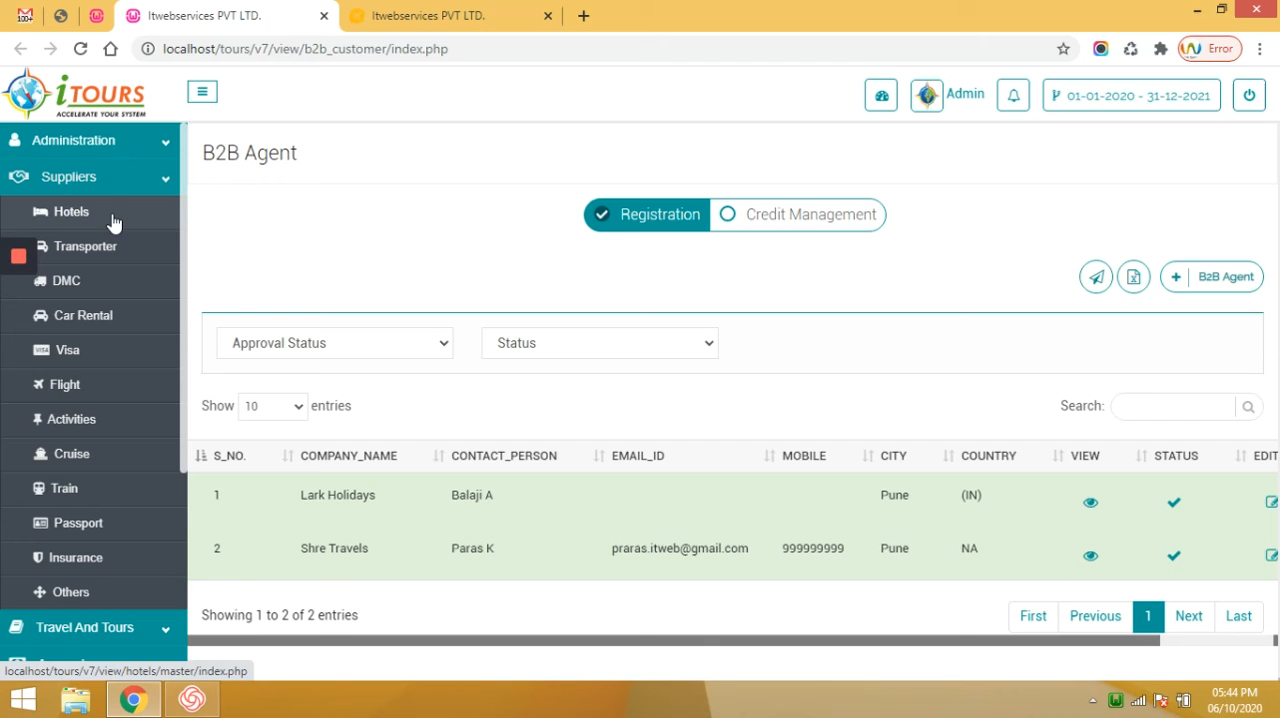 100+
Itwebservices PVT LTD.
Itwebservices PVT LTD.
localhost/tours/v7/view/b2b_customer/index.php
Error
iTOURS
ACCELERATE YOUR SYSTEM
Admin
01-01-2020 - 31-12-2021
Administration
Suppliers
Hotels
Transporter
DMC
Car Rental
VISA Visa
Flight
Activities
Cruise
Train
Passport
Insurance
Others
Travel And Tours
B2B Agent
Registration
Credit Management
B2B Agent
Approval Status
Status
Show 10 entries
Search:
S_NO. COMPANY_NAME CONTACT_PERSON EMAIL_ID MOBILE CITY COUNTRY VIEW STATUS EDIT
1 Lark Holidays Balaji A Pune (IN)
2 Shre Travels Paras K praras.itweb@gmail.com 999999999 Pune NA
Showing 1 to 2 of 2 entries
First Previous 1 Next Last
localhost/tours/v7/view/hotels/master/index.php
05:44 PM
06/10/2020